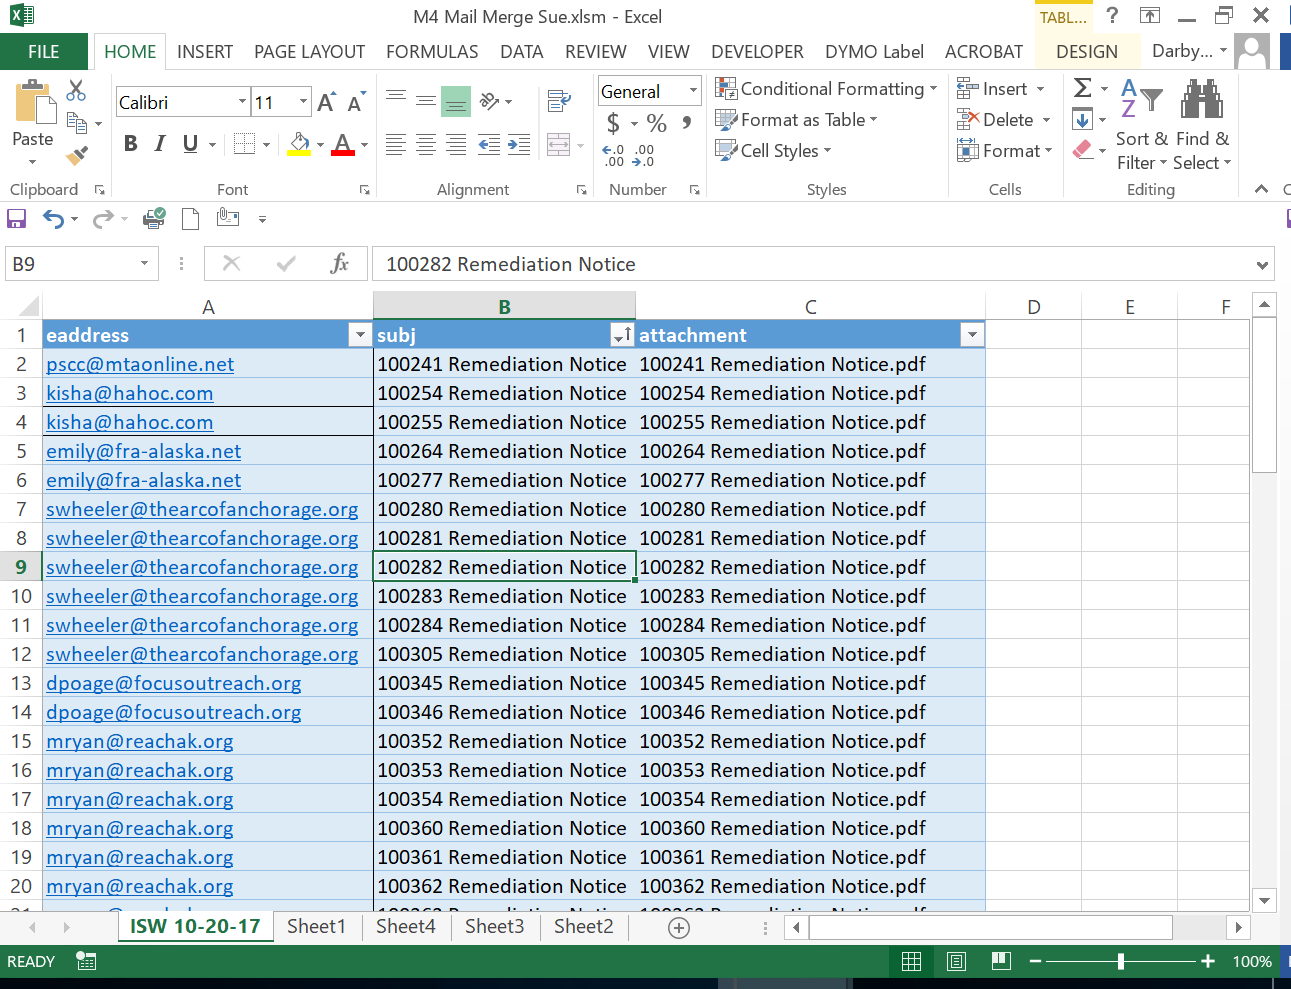 M4 Mail Merge Sue.xlsm - Excel
TABL... ?
FILE HOME INSERT PAGE LAYOUT FORMULAS DATA REVIEW VIEW DEVELOPER DYMO Label ACROBAT DESIGN Darby...
Calibri 11 General Conditional Formatting Insert Σ
Paste B I U A $ % , Format as Table Delete Sort & Find &
Cell Styles Format Filter Select
Clipboard Font Alignment Number Styles Cells Editing
B9 fx 100282 Remediation Notice
A B C D E F
1 eaddress subj attachment
2 pscc@mtaonline.net 100241 Remediation Notice 100241 Remediation Notice.pdf
3 kisha@hahoc.com 100254 Remediation Notice 100254 Remediation Notice.pdf
4 kisha@hahoc.com 100255 Remediation Notice 100255 Remediation Notice.pdf
5 emily@fra-alaska.net 100264 Remediation Notice 100264 Remediation Notice.pdf
6 emily@fra-alaska.net 100277 Remediation Notice 100277 Remediation Notice.pdf
7 swheeler@thearcofanchorage.org 100280 Remediation Notice 100280 Remediation Notice.pdf
8 swheeler@thearcofanchorage.org 100281 Remediation Notice 100281 Remediation Notice.pdf
9 swheeler@thearcofanchorage.org 100282 Remediation Notice 100282 Remediation Notice.pdf
10 swheeler@thearcofanchorage.org 100283 Remediation Notice 100283 Remediation Notice.pdf
11 swheeler@thearcofanchorage.org 100284 Remediation Notice 100284 Remediation Notice.pdf
12 swheeler@thearcofanchorage.org 100305 Remediation Notice 100305 Remediation Notice.pdf
13 dpoage@focusoutreach.org 100345 Remediation Notice 100345 Remediation Notice.pdf
14 dpoage@focusoutreach.org 100346 Remediation Notice 100346 Remediation Notice.pdf
15 mryan@reachak.org 100352 Remediation Notice 100352 Remediation Notice.pdf
16 mryan@reachak.org 100353 Remediation Notice 100353 Remediation Notice.pdf
17 mryan@reachak.org 100354 Remediation Notice 100354 Remediation Notice.pdf
18 mryan@reachak.org 100360 Remediation Notice 100360 Remediation Notice.pdf
19 mryan@reachak.org 100361 Remediation Notice 100361 Remediation Notice.pdf
20 mryan@reachak.org 100362 Remediation Notice 100362 Remediation Notice.pdf
ISW 10-20-17 Sheet1 Sheet4 Sheet3 Sheet2
READY 100%